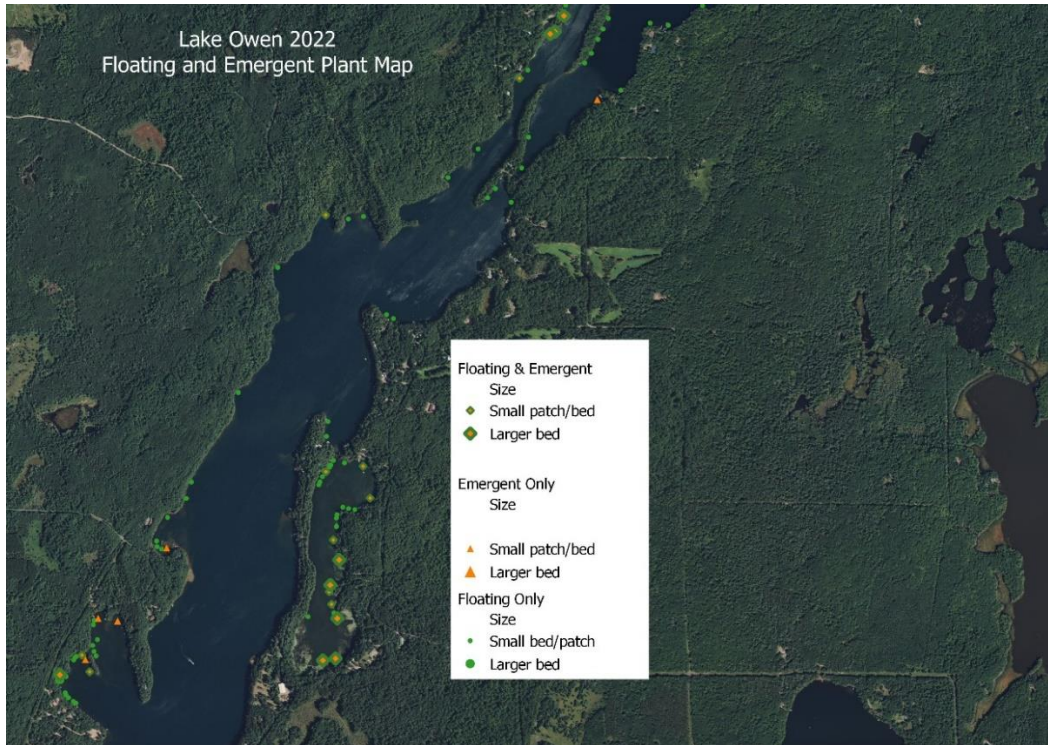 Lake Owen 2022
Floating and Emergent Plant Map
Floating & Emergent
Size
Small patch/bed
Larger bed
Emergent Only
Size
Small patch/bed
Larger bed
Floating Only
Size
Small bed/patch
Larger bed